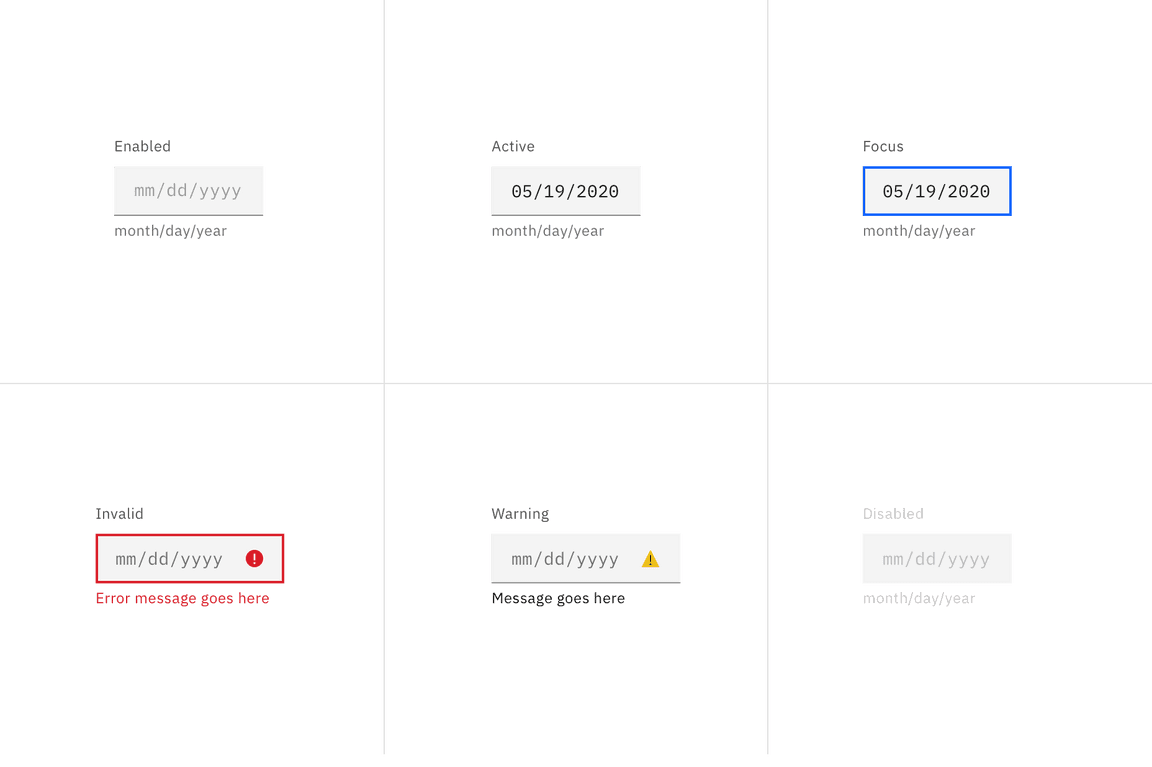 Enabled
mm/dd/yyyy
month/day/year
Active
05/19/2020
month/day/year
Focus
05/19/2020
month/day/year
Invalid
mm/dd/yyyy
Error message goes here
Warning
mm/dd/yyyy
Message goes here
Disabled
mm/dd/yyyy
month/day/year